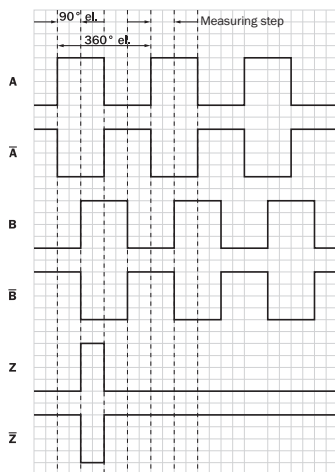 90° el.
Measuring step
360° el.
A
A̅
B
B̅
Z
Z̅